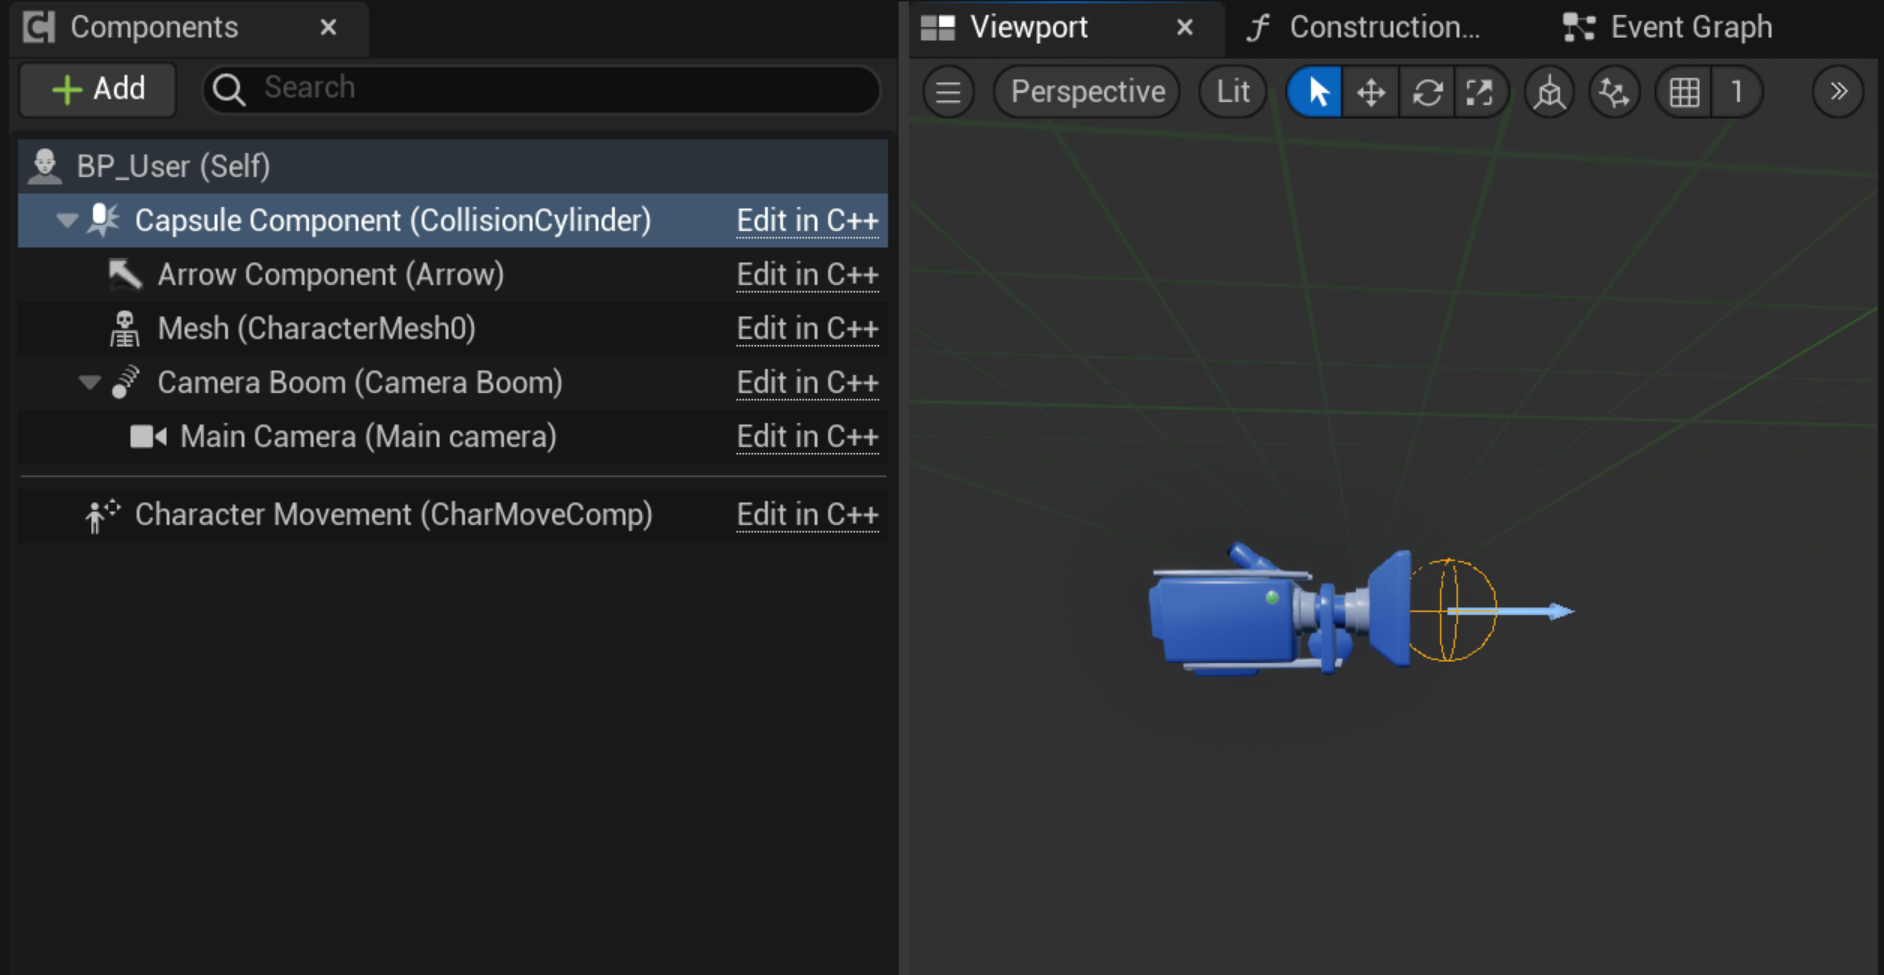 Components
Viewport
Construction...
Event Graph
Add
Search
Perspective
Lit
1
BP_User (Self)
Capsule Component (CollisionCylinder) Edit in C++
Arrow Component (Arrow) Edit in C++
Mesh (CharacterMesh0) Edit in C++
Camera Boom (Camera Boom) Edit in C++
Main Camera (Main camera) Edit in C++
Character Movement (CharMoveComp) Edit in C++